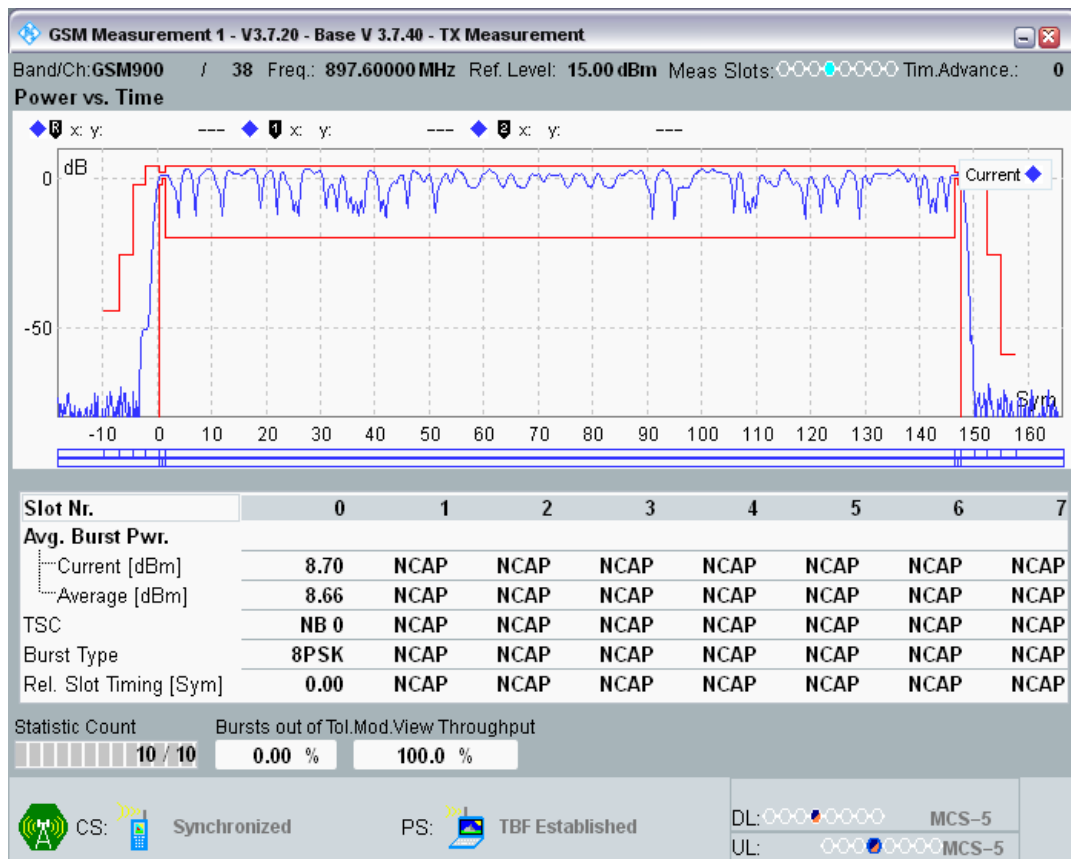 GSM Measurement 1 - V3.7.20 - Base V 3.7.40 - TX Measurement
Band/Ch:GSM900 / 38 Freq.: 897.60000 MHz Ref. Level: 15.00 dBm Meas Slots: Tim.Advance.: 0
Power vs. Time
R x: y: --- 1 x: y: --- 2 x: y: ---
dB
Current
0
-50
Sym
-10 0 10 20 30 40 50 60 70 80 90 100 110 120 130 140 150 160
Slot Nr. 0 1 2 3 4 5 6 7
Avg. Burst Pwr.
Current [dBm] 8.70 NCAP NCAP NCAP NCAP NCAP NCAP NCAP
Average [dBm] 8.66 NCAP NCAP NCAP NCAP NCAP NCAP NCAP
TSC NB 0 NCAP NCAP NCAP NCAP NCAP NCAP NCAP
Burst Type 8PSK NCAP NCAP NCAP NCAP NCAP NCAP NCAP
Rel. Slot Timing [Sym] 0.00 NCAP NCAP NCAP NCAP NCAP NCAP NCAP
Statistic Count Bursts out of Tol.Mod.View Throughput
10 / 10 0.00 % 100.0 %
CS: Synchronized PS: TBF Established
DL: MCS-5
UL: MCS-5